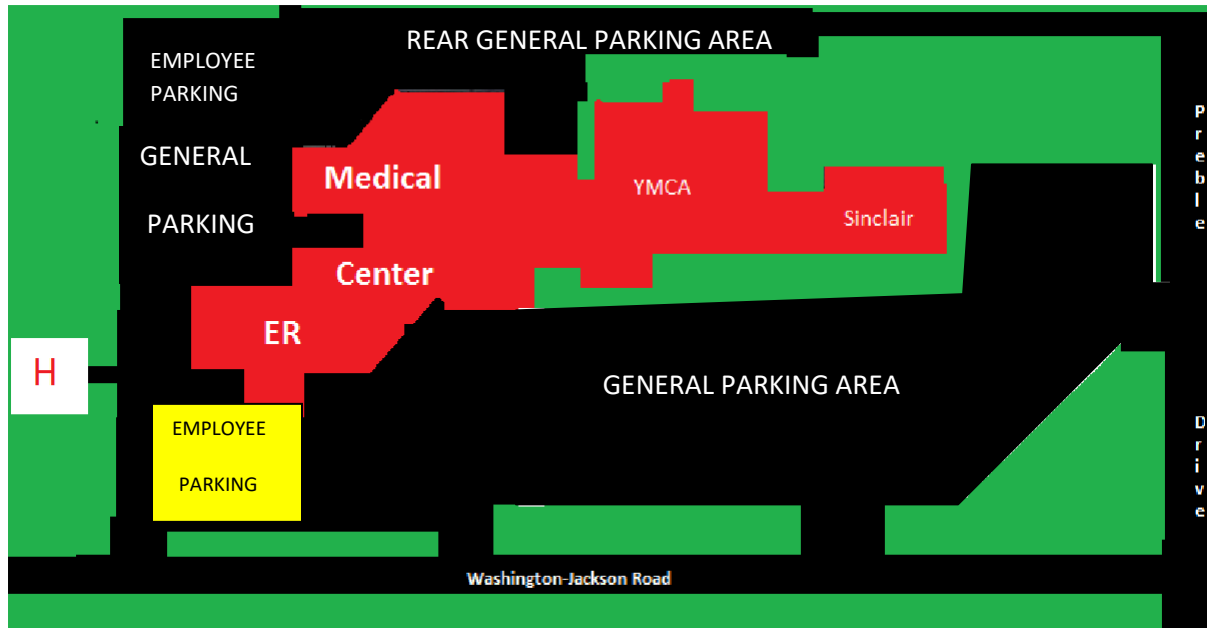 REAR GENERAL PARKING AREA
EMPLOYEE
PARKING
GENERAL
PARKING
Medical
Center
ER
YMCA
Sinclair
Preble
Drive
H
GENERAL PARKING AREA
EMPLOYEE
PARKING
Washington-Jackson Road